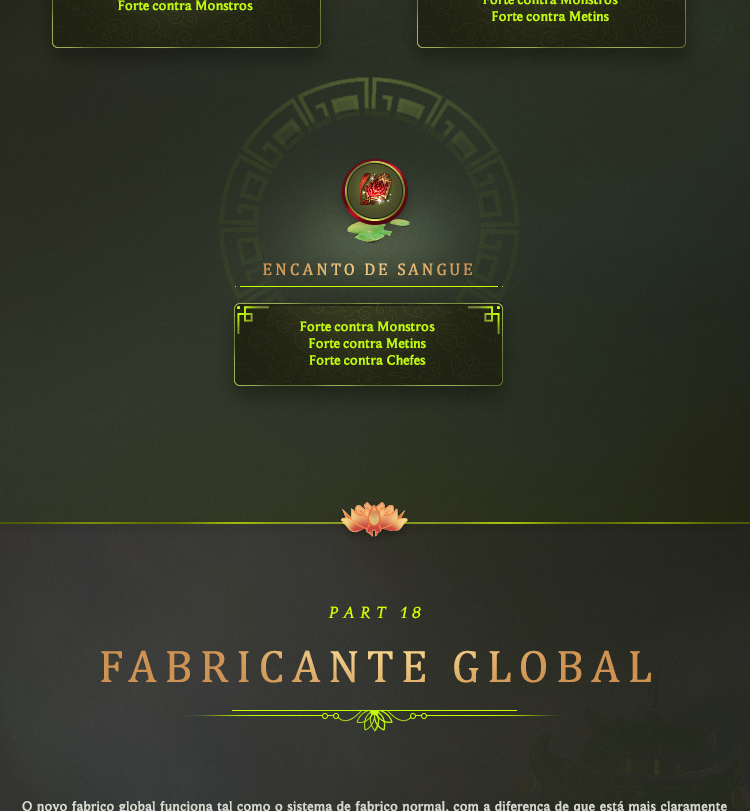 Forte contra Monstros
Forte contra Monstros
Forte contra Metins
ENCANTO DE SANGUE
Forte contra Monstros
Forte contra Metins
Forte contra Chefes
PART 18
FABRICANTE GLOBAL
O novo fabrico global funciona tal como o sistema de fabrico normal, com a diferença de que está mais claramente